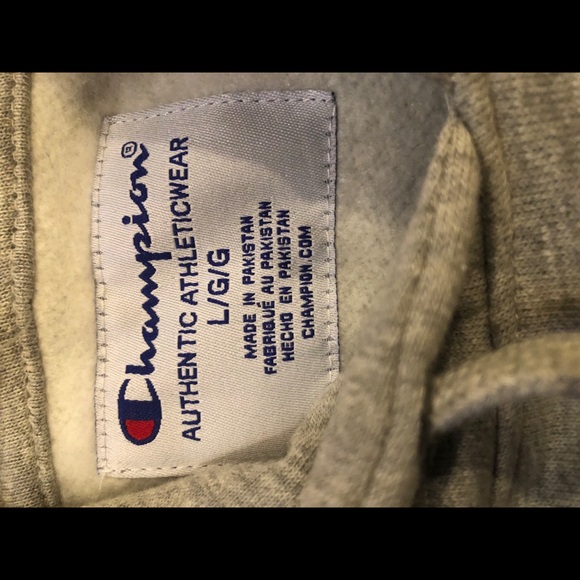 Champion®
AUTHENTIC ATHLETICWEAR
L/G/G
MADE IN PAKISTAN
FABRIQUÉ AU PAKISTAN
HECHO EN PAKISTAN
CHAMPION.COM